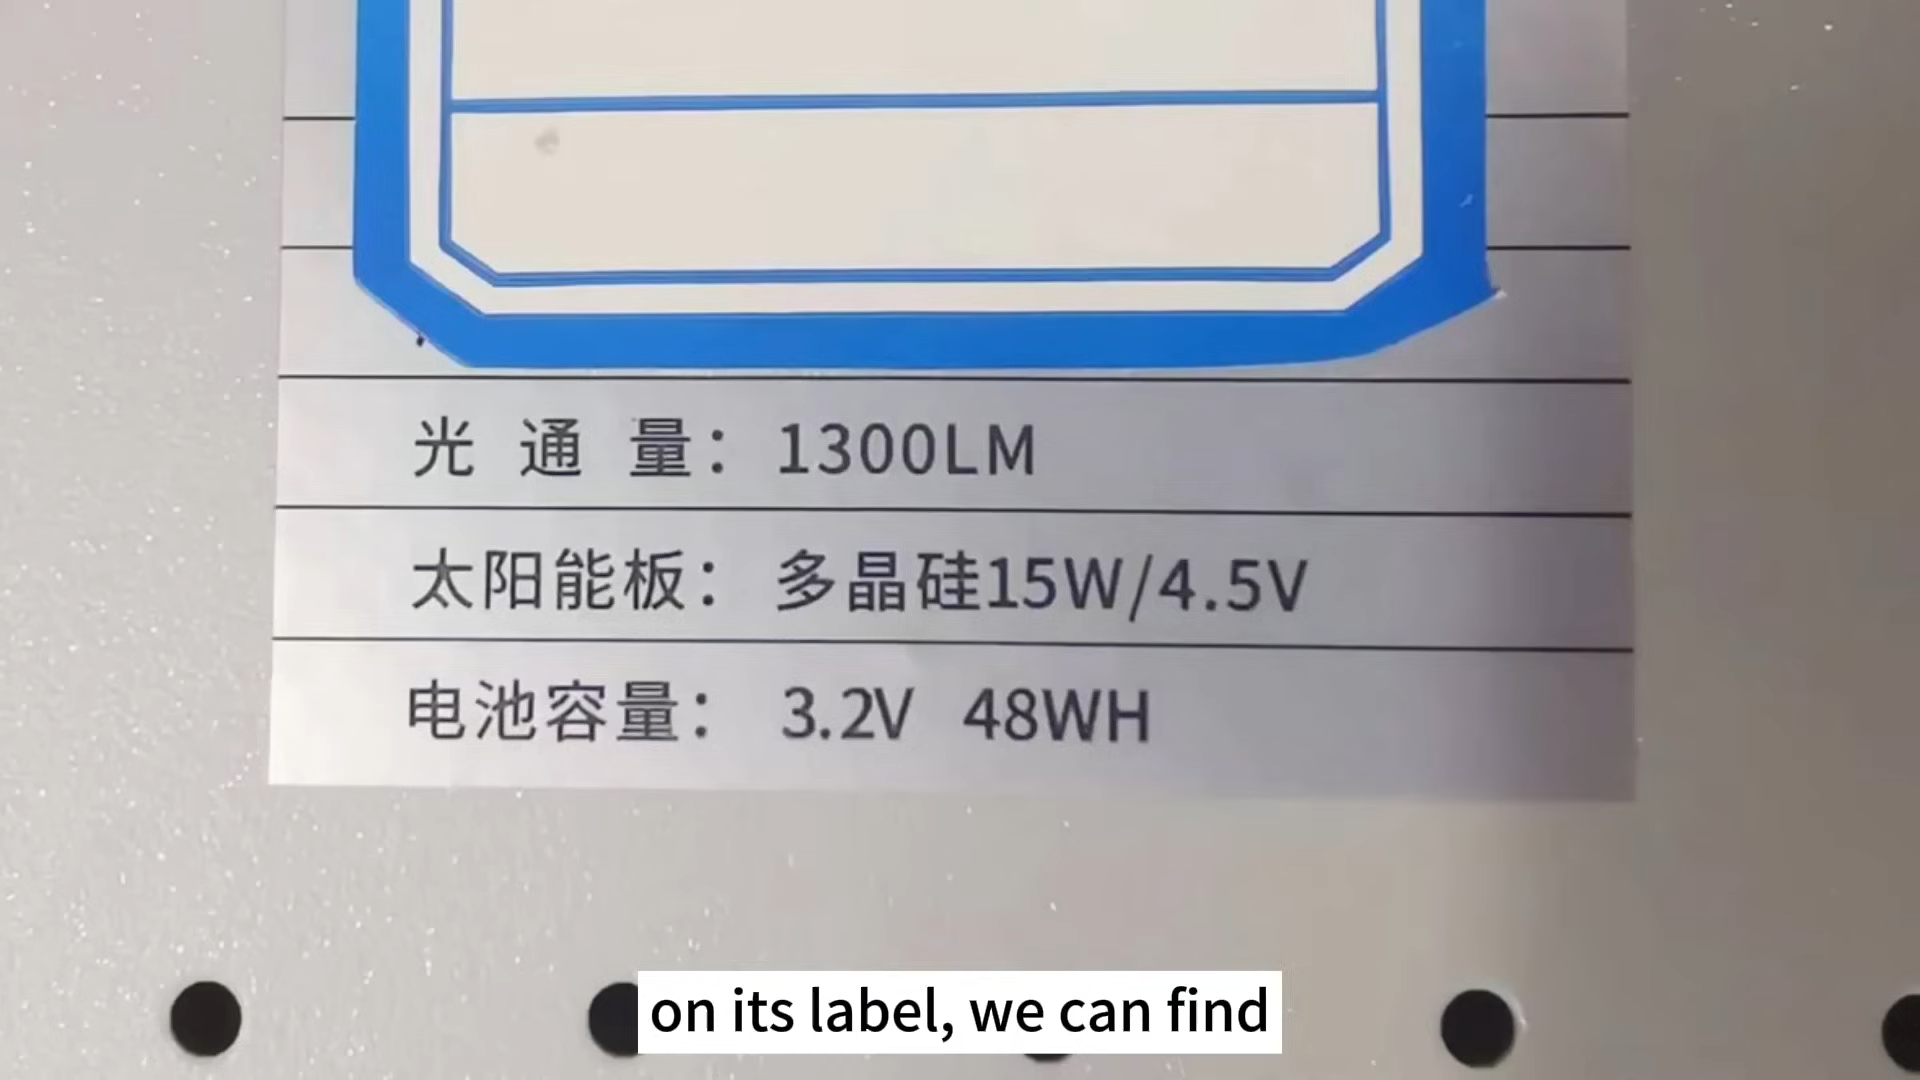 光通量：1300LM
太阳能板：多晶硅15W/4.5V
电池容量：3.2V 48WH
on its label, we can find